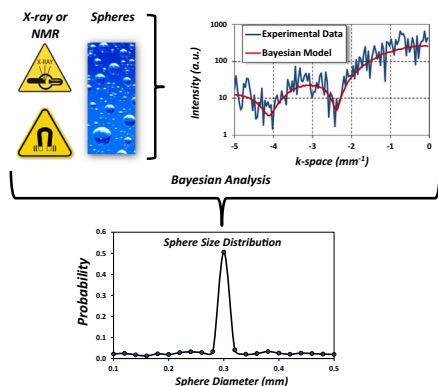 X-ray or
NMR
Spheres
X-RAY
Intensity (a.u.)
1000
100
10
1
Experimental Data
Bayesian Model
-5
-4
-3
-2
-1
0
k-space (mm⁻¹)
Bayesian Analysis
Probability
0.6
0.5
0.4
0.3
0.2
0.1
0.0
Sphere Size Distribution
0.1
0.2
0.3
0.4
0.5
Sphere Diameter (mm)